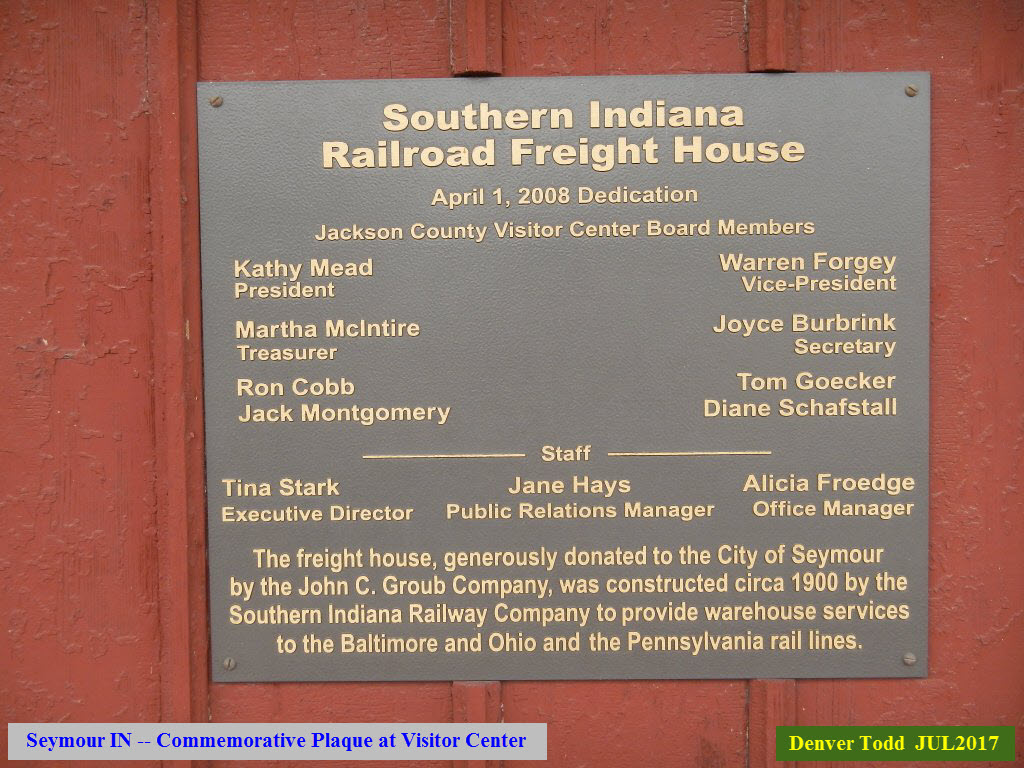 Southern Indiana
Railroad Freight House
April 1, 2008 Dedication
Jackson County Visitor Center Board Members
Kathy Mead
President
Warren Forgey
Vice-President
Martha McIntire
Treasurer
Joyce Burbrink
Secretary
Ron Cobb
Jack Montgomery
Tom Goecker
Diane Schafstall
Staff
Tina Stark
Executive Director
Jane Hays
Public Relations Manager
Alicia Froedge
Office Manager
The freight house, generously donated to the City of Seymour
by the John C. Groub Company, was constructed circa 1900 by the
Southern Indiana Railway Company to provide warehouse services
to the Baltimore and Ohio and the Pennsylvania rail lines.
Seymour IN -- Commemorative Plaque at Visitor Center
Denver Todd JUL2017